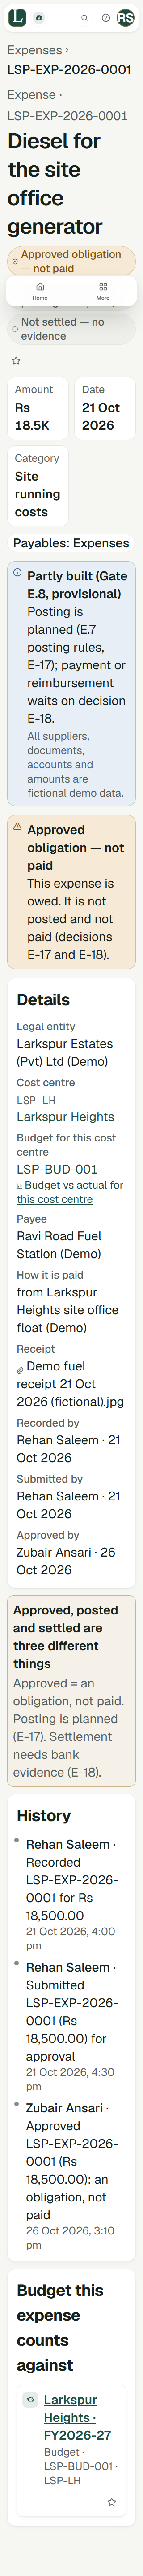 L
RS
Expenses ›
LSP-EXP-2026-0001
Expense ·
LSP-EXP-2026-0001
Diesel for
the site
office
generator
Approved obligation
— not paid
Home
More
Not settled — no
evidence
Amount
Rs
18.5K
Date
21 Oct
2026
Category
Site
running
costs
Payables: Expenses
Partly built (Gate
E.8, provisional)
Posting is
planned (E.7
posting rules,
E-17); payment or
reimbursement
waits on decision
E-18.
All suppliers,
documents,
accounts and
amounts are
fictional demo data.
Approved
obligation — not
paid
This expense is
owed. It is not
posted and not
paid (decisions
E-17 and E-18).
Details
Legal entity
Larkspur Estates
(Pvt) Ltd (Demo)
Cost centre
LSP-LH
Larkspur Heights
Budget for this cost
centre
LSP-BUD-001
Budget vs actual for
this cost centre
Payee
Ravi Road Fuel
Station (Demo)
How it is paid
from Larkspur
Heights site office
float (Demo)
Receipt
Demo fuel
receipt 21 Oct
2026 (fictional).jpg
Recorded by
Rehan Saleem · 21
Oct 2026
Submitted by
Rehan Saleem · 21
Oct 2026
Approved by
Zubair Ansari · 26
Oct 2026
Approved, posted
and settled are
three different
things
Approved = an
obligation, not paid.
Posting is planned
(E-17). Settlement
needs bank
evidence (E-18).
History
Rehan Saleem ·
Recorded
LSP-EXP-2026-
0001 for Rs
18,500.00
21 Oct 2026, 4:00
pm
Rehan Saleem ·
Submitted
LSP-EXP-2026-
0001 (Rs
18,500.00) for
approval
21 Oct 2026, 4:30
pm
Zubair Ansari ·
Approved
LSP-EXP-2026-
0001 (Rs
18,500.00): an
obligation, not
paid
26 Oct 2026, 3:10
pm
Budget this
expense
counts
against
Larkspur
Heights ·
FY2026-27
Budget ·
LSP-BUD-001 ·
LSP-LH